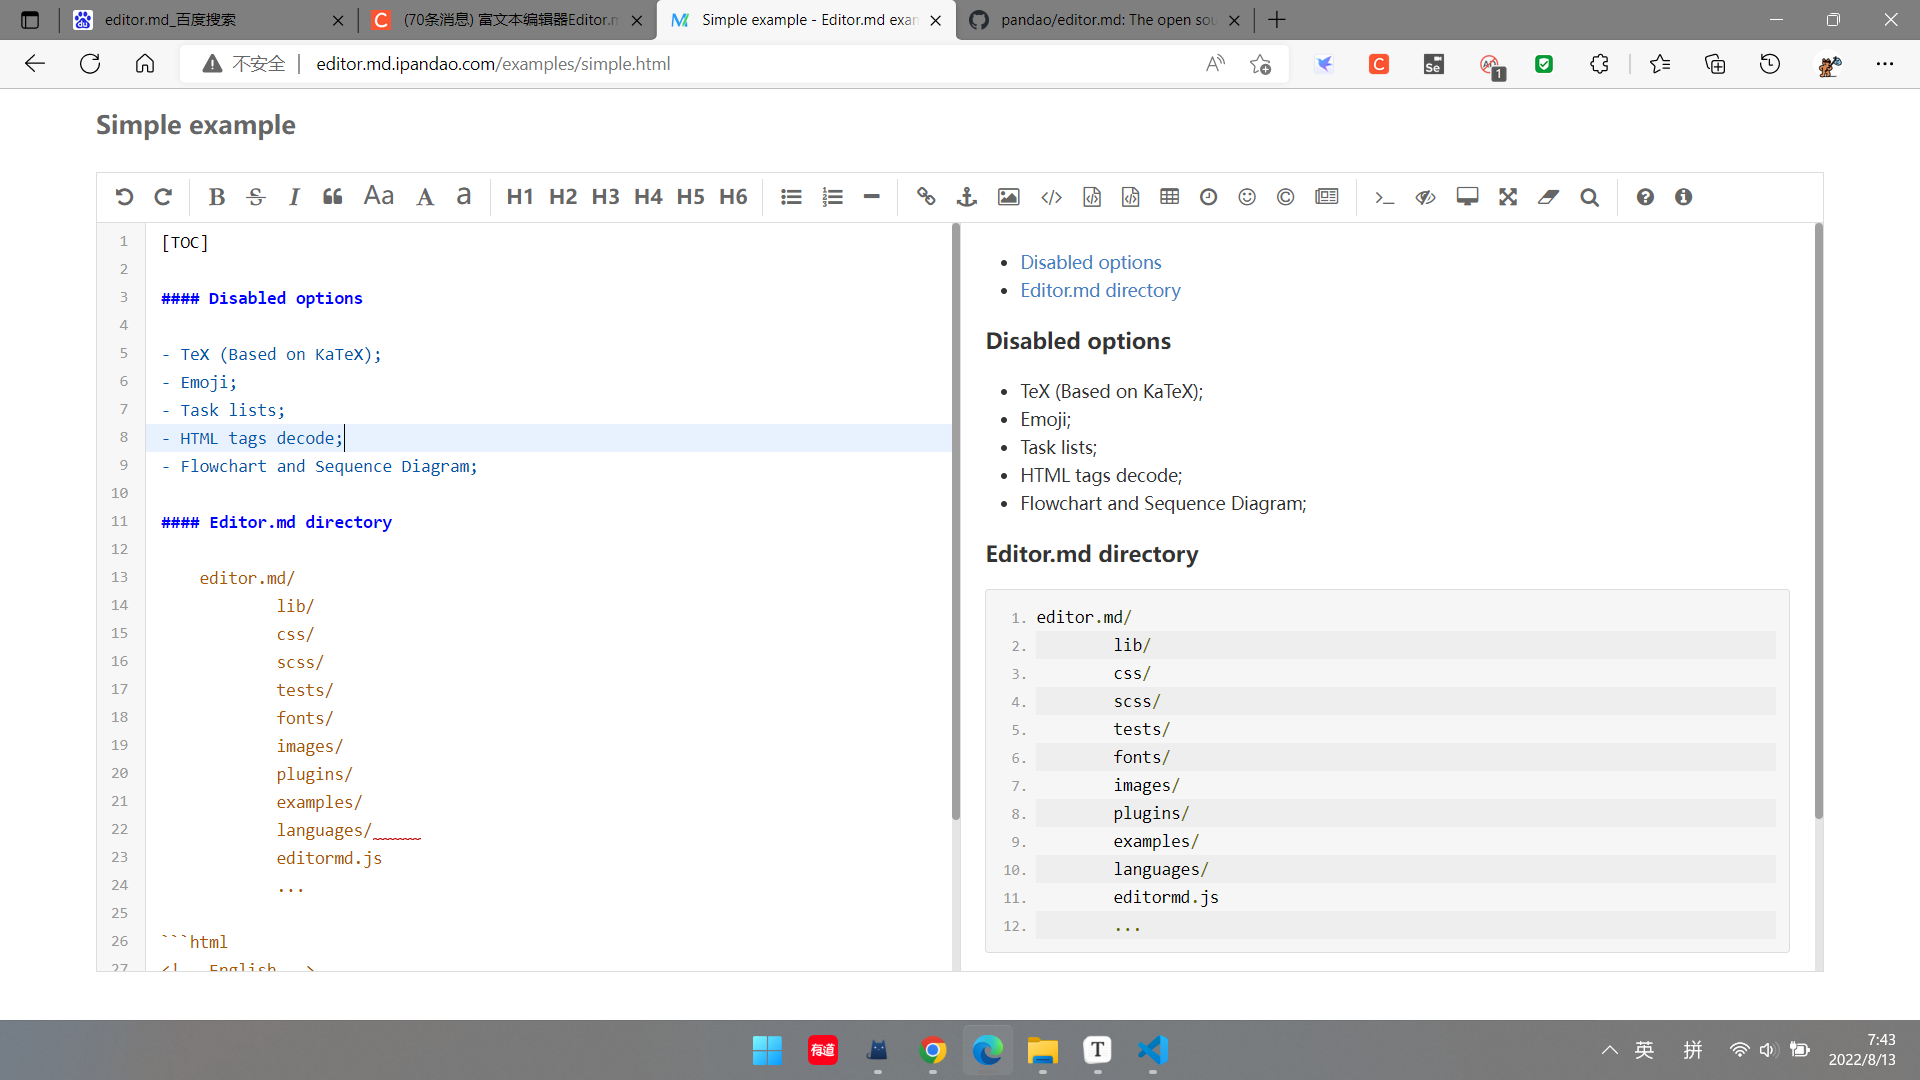 editor.md_百度搜索
(70条消息) 富文本编辑器Editor.m
Simple example - Editor.md exan
pandao/editor.md: The open sou
不安全
editor.md.ipandao.com/examples/simple.html
1
Simple example
B S I Aa A a H1 H2 H3 H4 H5 H6
1 [TOC]
2
3 #### Disabled options
4
5 - TeX (Based on KaTeX);
6 - Emoji;
7 - Task lists;
8 - HTML tags decode;
9 - Flowchart and Sequence Diagram;
10
11 #### Editor.md directory
12
13 editor.md/
14 lib/
15 css/
16 scss/
17 tests/
18 fonts/
19 images/
20 plugins/
21 examples/
22 languages/
23 editormd.js
24 ...
25
26 ```html
27 <!-- English -->
Disabled options
Editor.md directory
Disabled options
TeX (Based on KaTeX);
Emoji;
Task lists;
HTML tags decode;
Flowchart and Sequence Diagram;
Editor.md directory
1. editor.md/
2. lib/
3. css/
4. scss/
5. tests/
6. fonts/
7. images/
8. plugins/
9. examples/
10. languages/
11. editormd.js
12. ...
有道
T
英
拼
7:43
2022/8/13